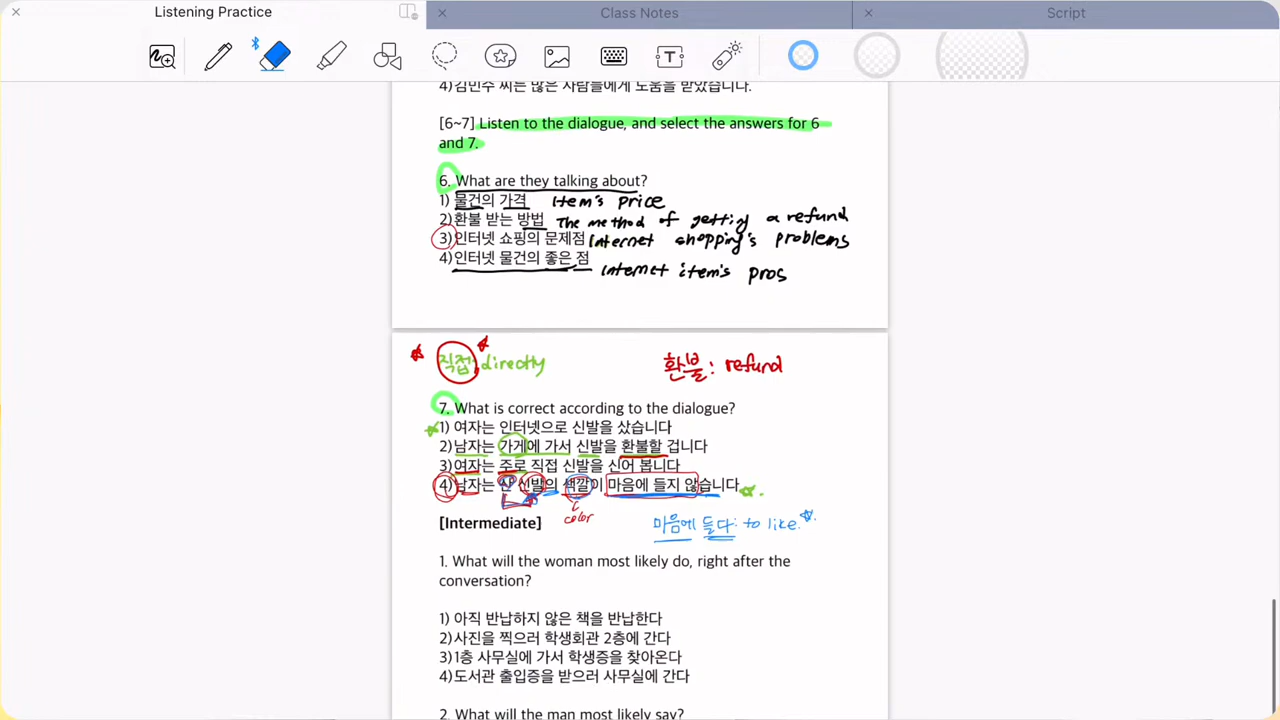 Listening Practice
Class Notes
Script
4)김민수 씨는 많은 사람들에게 도움을 받았습니다.
[6~7] Listen to the dialogue, and select the answers for 6
and 7.
6. What are they talking about?
1) 물건의 가격 Item's price
2)환불 받는 방법 The method of getting a refund
3)인터넷 쇼핑의 문제점 Internet shopping's problems
4)인터넷 물건의 좋은 점 Internet item's pros
직접: directly
환불: refund
7. What is correct according to the dialogue?
1) 여자는 인터넷으로 신발을 샀습니다
2)남자는 가게에 가서 신발을 환불할 겁니다
3)여자는 주로 직접 신발을 신어 봅니다
4)남자는 산 신발의 색깔이 마음에 들지 않습니다
color
[Intermediate]
마음에 들다: to like
1. What will the woman most likely do, right after the
conversation?
1) 아직 반납하지 않은 책을 반납한다
2)사진을 찍으러 학생회관 2층에 간다
3)1층 사무실에 가서 학생증을 찾아온다
4)도서관 출입증을 받으러 사무실에 간다
2. What will the man most likely say?